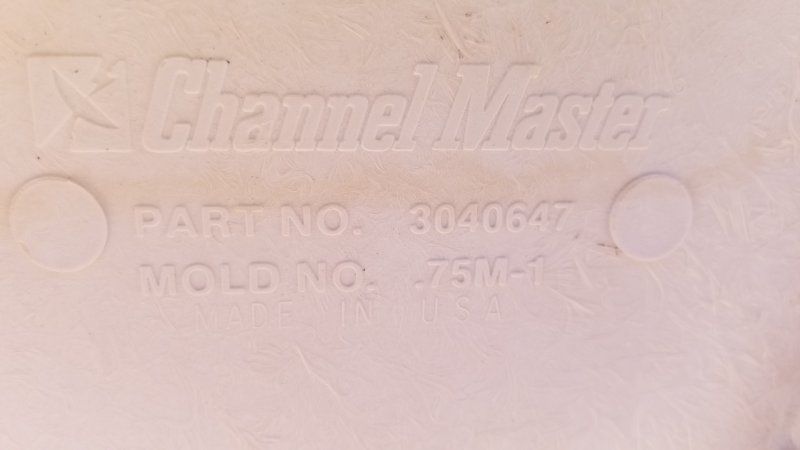 Channel Master
PART NO. 3040647
MOLD NO. .75M-1
MADE IN USA